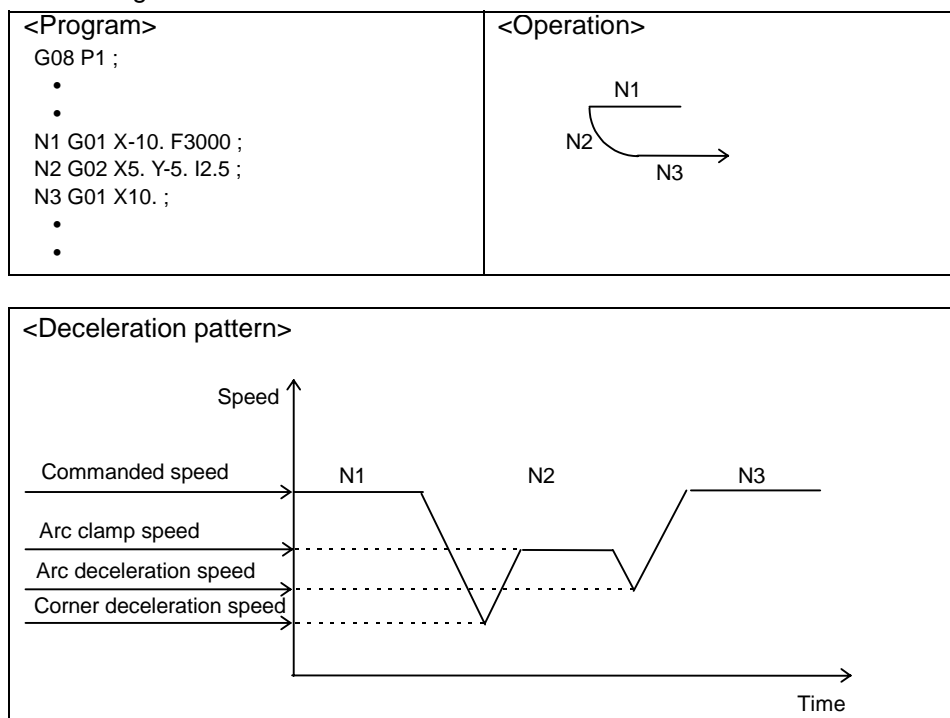 <Program>
G08 P1 ;
•
•
N1 G01 X-10. F3000 ;
N2 G02 X5. Y-5. I2.5 ;
N3 G01 X10. ;
•
•
<Operation>
N1
N2
N3
<Deceleration pattern>
Speed
Commanded speed
N1
N2
N3
Arc clamp speed
Arc deceleration speed
Corner deceleration speed
Time